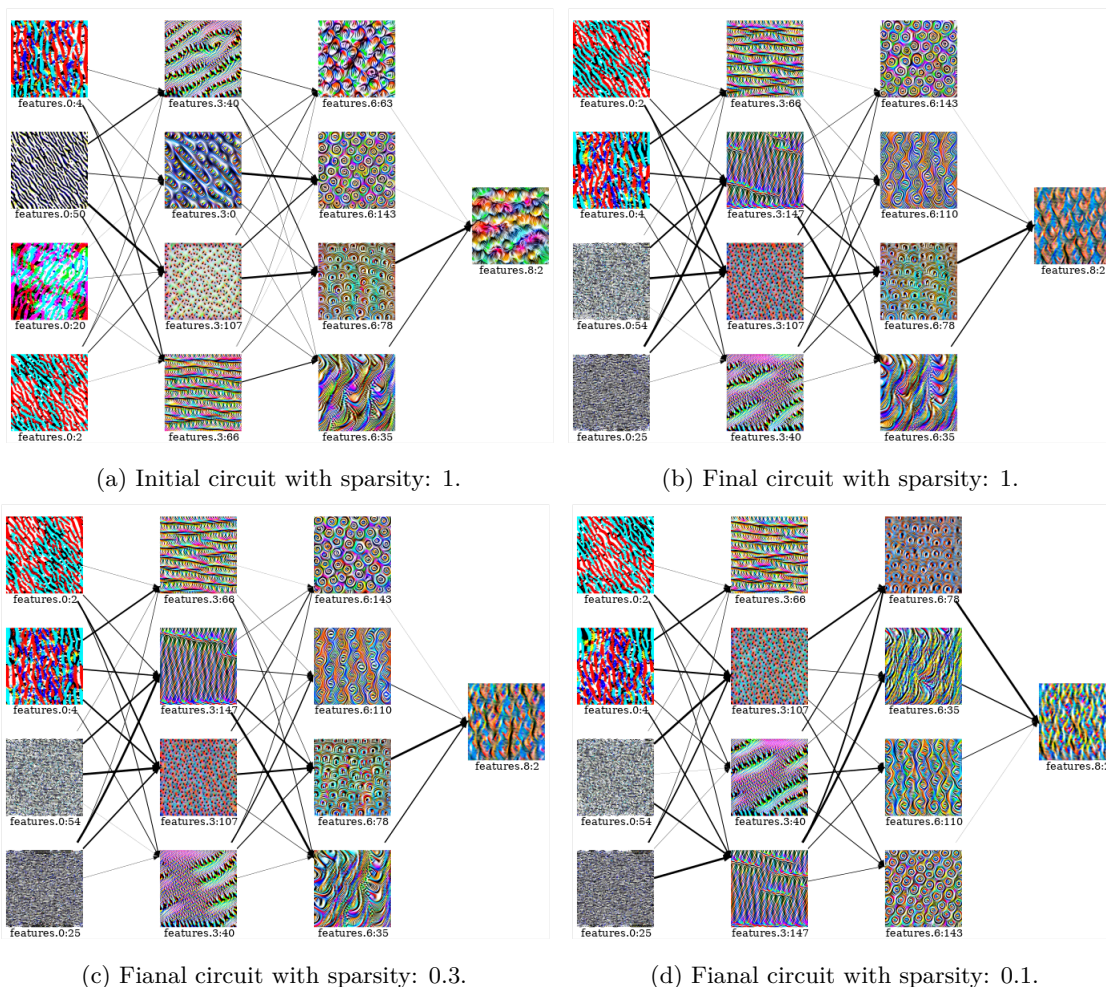 features.0:4
features.3:40
features.6:63
features.0:50
features.3:0
features.6:143
features.8:2
features.0:20
features.3:107
features.6:78
features.0:2
features.3:66
features.6:35
(a) Initial circuit with sparsity: 1.
features.0:2
features.3:66
features.6:143
features.0:4
features.3:147
features.6:110
features.8:2
features.0:54
features.3:107
features.6:78
features.0:25
features.3:40
features.6:35
(b) Final circuit with sparsity: 1.
features.0:2
features.3:66
features.6:143
features.0:4
features.3:147
features.6:110
features.8:2
features.0:54
features.3:107
features.6:78
features.0:25
features.3:40
features.6:35
(c) Fianal circuit with sparsity: 0.3.
features.0:2
features.3:66
features.6:78
features.0:4
features.3:107
features.6:35
features.8:2
features.0:54
features.3:40
features.6:110
features.0:25
features.3:147
features.6:143
(d) Fianal circuit with sparsity: 0.1.